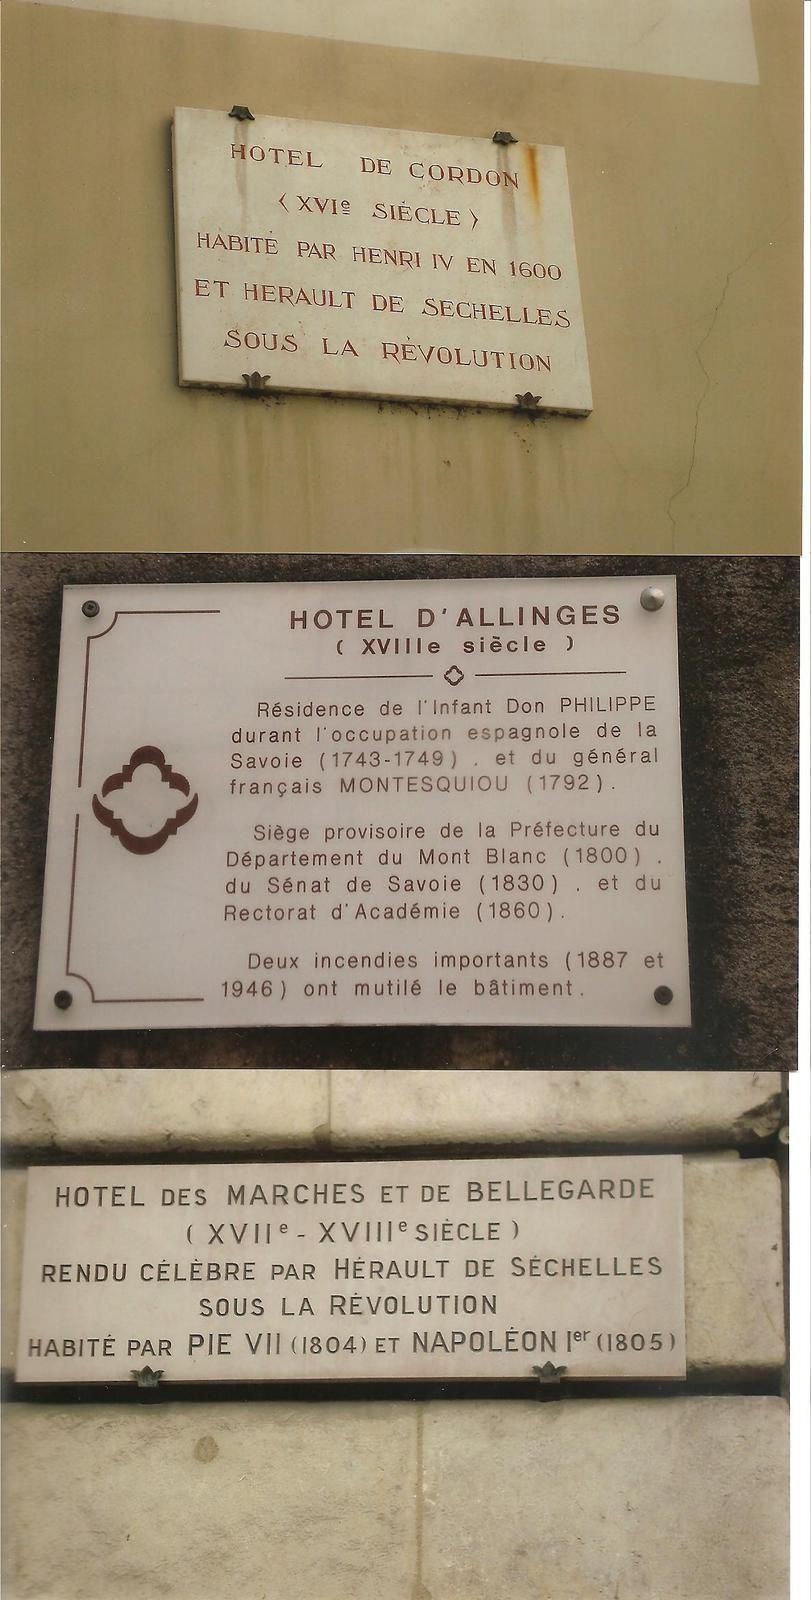 HOTEL DE CORDON
(XVIe SIÈCLE)
HABITÉ PAR HENRI IV EN 1600
ET HERAULT DE SECHELLES
SOUS LA RÉVOLUTION
HOTEL D'ALLINGES
( XVIIIe siècle )
Résidence de l'Infant Don PHILIPPE
durant l'occupation espagnole de la
Savoie (1743-1749) . et du général
français MONTESQUIOU (1792).
Siège provisoire de la Préfecture du
Département du Mont Blanc (1800) .
du Sénat de Savoie (1830) . et du
Rectorat d'Académie (1860).
Deux incendies importants (1887 et
1946) ont mutilé le bâtiment.
HOTEL DES MARCHES ET DE BELLEGARDE
( XVIIe - XVIIIe SIÈCLE )
RENDU CÉLÈBRE PAR HÉRAULT DE SÉCHELLES
SOUS LA RÉVOLUTION
HABITÉ PAR PIE VII (1804) ET NAPOLÉON Ier (1805)